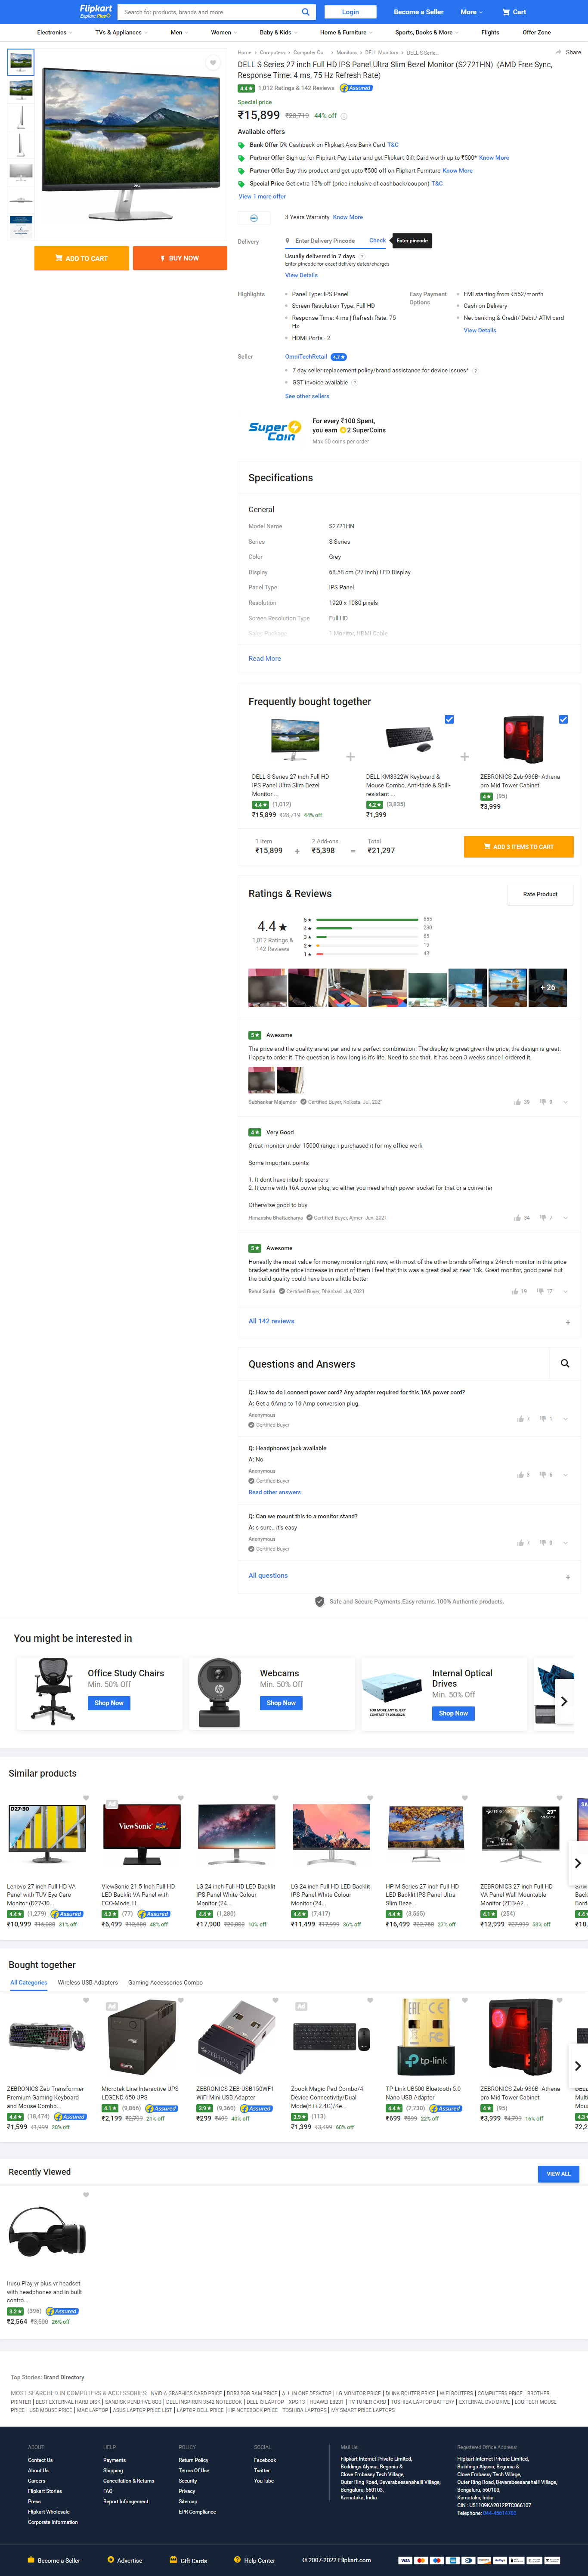 Flipkart
Explore Plus
Search for products, brands and more
Login
Become a Seller
More
Cart
Electronics
TVs & Appliances
Men
Women
Baby & Kids
Home & Furniture
Sports, Books & More
Flights
Offer Zone
Home > Computers > Computer Co... > Monitors > DELL Monitors > DELL S Serie...
Share
DELL S Series 27 inch Full HD IPS Panel Ultra Slim Bezel Monitor (S2721HN) (AMD Free Sync,
Response Time: 4 ms, 75 Hz Refresh Rate)
4.4★ 1,012 Ratings & 142 Reviews Assured
Special price
₹15,899 ₹28,719 44% off
Available offers
Bank Offer 5% Cashback on Flipkart Axis Bank Card T&C
Partner Offer Sign up for Flipkart Pay Later and get Flipkart Gift Card worth up to ₹500* Know More
Partner Offer Buy this product and get upto ₹500 off on Flipkart Furniture Know More
Special Price Get extra 13% off (price inclusive of cashback/coupon) T&C
View 1 more offer
ADD TO CART
BUY NOW
3 Years Warranty Know More
Delivery
Enter Delivery Pincode
Check
Enter pincode
Usually delivered in 7 days ?
Enter pincode for exact delivery dates/charges
View Details
Highlights
Panel Type: IPS Panel
Screen Resolution Type: Full HD
Response Time: 4 ms | Refresh Rate: 75
Hz
HDMI Ports - 2
Easy Payment
Options
EMI starting from ₹552/month
Cash on Delivery
Net banking & Credit/ Debit/ ATM card
View Details
Seller
OmniTechRetail 4.7★
7 day seller replacement policy/brand assistance for device issues* ?
GST invoice available ?
See other sellers
Super
Coin
For every ₹100 Spent,
you earn 2 SuperCoins
Max 50 coins per order
Specifications
General
Model Name S2721HN
Series S Series
Color Grey
Display 68.58 cm (27 inch) LED Display
Panel Type IPS Panel
Resolution 1920 x 1080 pixels
Screen Resolution Type Full HD
Sales Package 1 Monitor, HDMI Cable
Read More
Frequently bought together
DELL S Series 27 inch Full HD
IPS Panel Ultra Slim Bezel
Monitor ...
4.4★ (1,012)
₹15,899 ₹28,719 44% off
DELL KM3322W Keyboard &
Mouse Combo, Anti-fade & Spill-
resistant ...
4.2★ (3,835)
₹1,399
ZEBRONICS Zeb-936B- Athena
pro Mid Tower Cabinet
4★ (95)
₹3,999
1 Item
₹15,899
+
2 Add-ons
₹5,398
=
Total
₹21,297
ADD 3 ITEMS TO CART
Ratings & Reviews
Rate Product
4.4★
1,012 Ratings &
142 Reviews
5★ 655
4★ 230
3★ 65
2★ 19
1★ 43
+ 26
5★ Awesome
The price and the quality are at par and is a perfect combination. The display is great given the price, the design is great.
Happy to order it. The question is how long is it's life. Need to see that. It has been 3 weeks since I ordered it.
Subhankar Majumdar Certified Buyer, Kolkata Jul, 2021
39 9
4★ Very Good
Great monitor under 15000 range, i purchased it for my office work
Some important points
1. It dont have inbuilt speakers
2. It come with 16A power plug, so either you need a high power socket for that or a converter
Otherwise good to buy
Himanshu Bhattacharya Certified Buyer, Ajmer Jun, 2021
34 7
5★ Awesome
Honestly the most value for money monitor right now, with most of the other brands offering a 24inch monitor in this price
bracket and the price increase in most of them i feel that this was a great deal at near 13k. Great monitor, good panel but
the build quality could have been a little better
Rahul Sinha Certified Buyer, Dhanbad Jul, 2021
19 17
All 142 reviews +
Questions and Answers
Q: How to do i connect power cord? Any adapter required for this 16A power cord?
A: Get a 6Amp to 16 Amp conversion plug.
Anonymous
Certified Buyer
7 1
Q: Headphones jack available
A: No
Anonymous
Certified Buyer
3 6
Read other answers
Q: Can we mount this to a monitor stand?
A: s sure.. it's easy
Anonymous
Certified Buyer
7 0
All questions +
Safe and Secure Payments.Easy returns.100% Authentic products.
You might be interested in
Office Study Chairs
Min. 50% Off
Shop Now
Webcams
Min. 50% Off
Shop Now
Internal Optical
Drives
Min. 50% Off
Shop Now
Similar products
D27-30
Lenovo 27 inch Full HD VA
Panel with TUV Eye Care
Monitor (D27-30...
4.4★ (1,279) Assured
₹10,999 ₹16,000 31% off
Ad
ViewSonic
ViewSonic 21.5 Inch Full HD
LED Backlit VA Panel with
ECO-Mode, H...
4.2★ (77) Assured
₹6,499 ₹12,600 48% off
LG 24 inch Full HD LED Backlit
IPS Panel White Colour
Monitor (24...
4.4★ (1,280)
₹17,900 ₹20,000 10% off
LG 24 inch Full HD LED Backlit
IPS Panel White Colour
Monitor (24...
4.4★ (7,417)
₹11,499 ₹17,999 36% off
HP M Series 27 inch Full HD
LED Backlit IPS Panel Ultra
Slim Beze...
4.4★ (3,565)
₹16,499 ₹22,750 27% off
ZEBRONICS
27"
ZEBRONICS 27 inch Full HD
VA Panel Wall Mountable
Monitor (ZEB-A2...
4.1★ (254)
₹12,999 ₹27,999 53% off
Bought together
All Categories
Wireless USB Adapters
Gaming Accessories Combo
ZEBRONICS Zeb-Transformer
Premium Gaming Keyboard
and Mouse Combo...
4.4★ (18,474) Assured
₹1,599 ₹1,999 20% off
Ad
Microtek Line Interactive UPS
LEGEND 650 UPS
4.1★ (9,866) Assured
₹2,199 ₹2,799 21% off
ZEBRONICS ZEB-USB150WF1
WiFi Mini USB Adapter
3.9★ (9,360) Assured
₹299 ₹499 40% off
Ad
Zoook Magic Pad Combo/4
Device Connectivity/Dual
Mode(BT+2.4G)/Ke...
3.9★ (113)
₹1,399 ₹3,499 60% off
tp-link
TP-Link UB500 Bluetooth 5.0
Nano USB Adapter
4.4★ (2,730) Assured
₹699 ₹899 22% off
ZEBRONICS Zeb-936B- Athena
pro Mid Tower Cabinet
4★ (95)
₹3,999 ₹4,799 16% off
Recently Viewed
VIEW ALL
Irusu Play vr plus vr headset
with headphones and in built
contro...
3.2★ (396) Assured
₹2,564 ₹3,500 26% off
Top Stories: Brand Directory
MOST SEARCHED IN COMPUTERS & ACCESSORIES: NVIDIA GRAPHICS CARD PRICE | DDR3 2GB RAM PRICE | ALL IN ONE DESKTOP | LG MONITOR PRICE | DLINK ROUTER PRICE | WIFI ROUTERS | COMPUTERS PRICE | BROTHER
PRINTER | BEST EXTERNAL HARD DISK | SANDISK PENDRIVE 8GB | DELL INSPIRON 3542 NOTEBOOK | DELL I3 LAPTOP | XPS 13 | HUAWEI E8231 | TV TUNER CARD | TOSHIBA LAPTOP BATTERY | EXTERNAL DVD DRIVE | LOGITECH MOUSE
PRICE | USB MOUSE PRICE | MAC LAPTOP | ASUS LAPTOP PRICE LIST | LAPTOP DELL PRICE | HP NOTEBOOK PRICE | TOSHIBA LAPTOPS | MY SMART PRICE LAPTOPS
ABOUT
Contact Us
About Us
Careers
Flipkart Stories
Press
Flipkart Wholesale
Corporate Information
HELP
Payments
Shipping
Cancellation & Returns
FAQ
Report Infringement
POLICY
Return Policy
Terms Of Use
Security
Privacy
Sitemap
EPR Compliance
SOCIAL
Facebook
Twitter
YouTube
Mail Us:
Flipkart Internet Private Limited,
Buildings Alyssa, Begonia &
Clove Embassy Tech Village,
Outer Ring Road, Devarabeesanahalli Village,
Bengaluru, 560103,
Karnataka, India
Registered Office Address:
Flipkart Internet Private Limited,
Buildings Alyssa, Begonia &
Clove Embassy Tech Village,
Outer Ring Road, Devarabeesanahalli Village,
Bengaluru, 560103,
Karnataka, India
CIN : U51109KA2012PTC066107
Telephone: 044-45614700
Become a Seller
Advertise
Gift Cards
Help Center
© 2007-2022 Flipkart.com
VISA